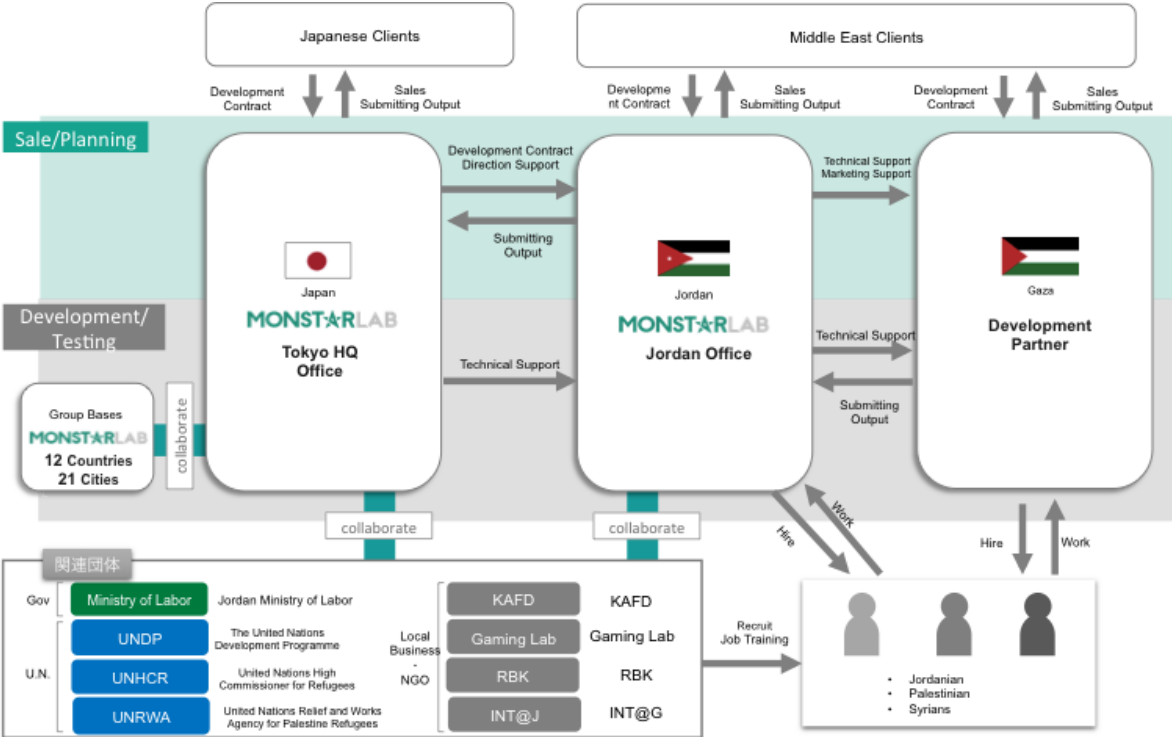 Japanese Clients
Middle East Clients
Development
Contract
Sales
Submitting Output
Developme
nt Contract
Sales
Submitting Output
Development
Contract
Sales
Submitting Output
Sale/Planning
Development Contract
Direction Support
Technical Support
Marketing Support
Submitting
Output
Japan
MONSTARLAB
Tokyo HQ
Office
Jordan
MONSTARLAB
Jordan Office
Gaza
Development
Partner
Development/
Testing
Technical Support
Technical Support
Submitting
Output
Group Bases
MONSTARLAB
12 Countries
21 Cities
collaborate
collaborate
collaborate
Hire
Work
Hire
Work
関連団体
Gov
Ministry of Labor
Jordan Ministry of Labor
U.N.
UNDP
The United Nations
Development Programme
UNHCR
United Nations High
Commissioner for Refugees
UNRWA
United Nations Relief and Works
Agency for Palestine Refugees
Local
Business
-
NGO
KAFD
KAFD
Gaming Lab
Gaming Lab
RBK
RBK
INT@J
INT@G
Recruit
Job Training
• Jordanian
• Palestinian
• Syrians